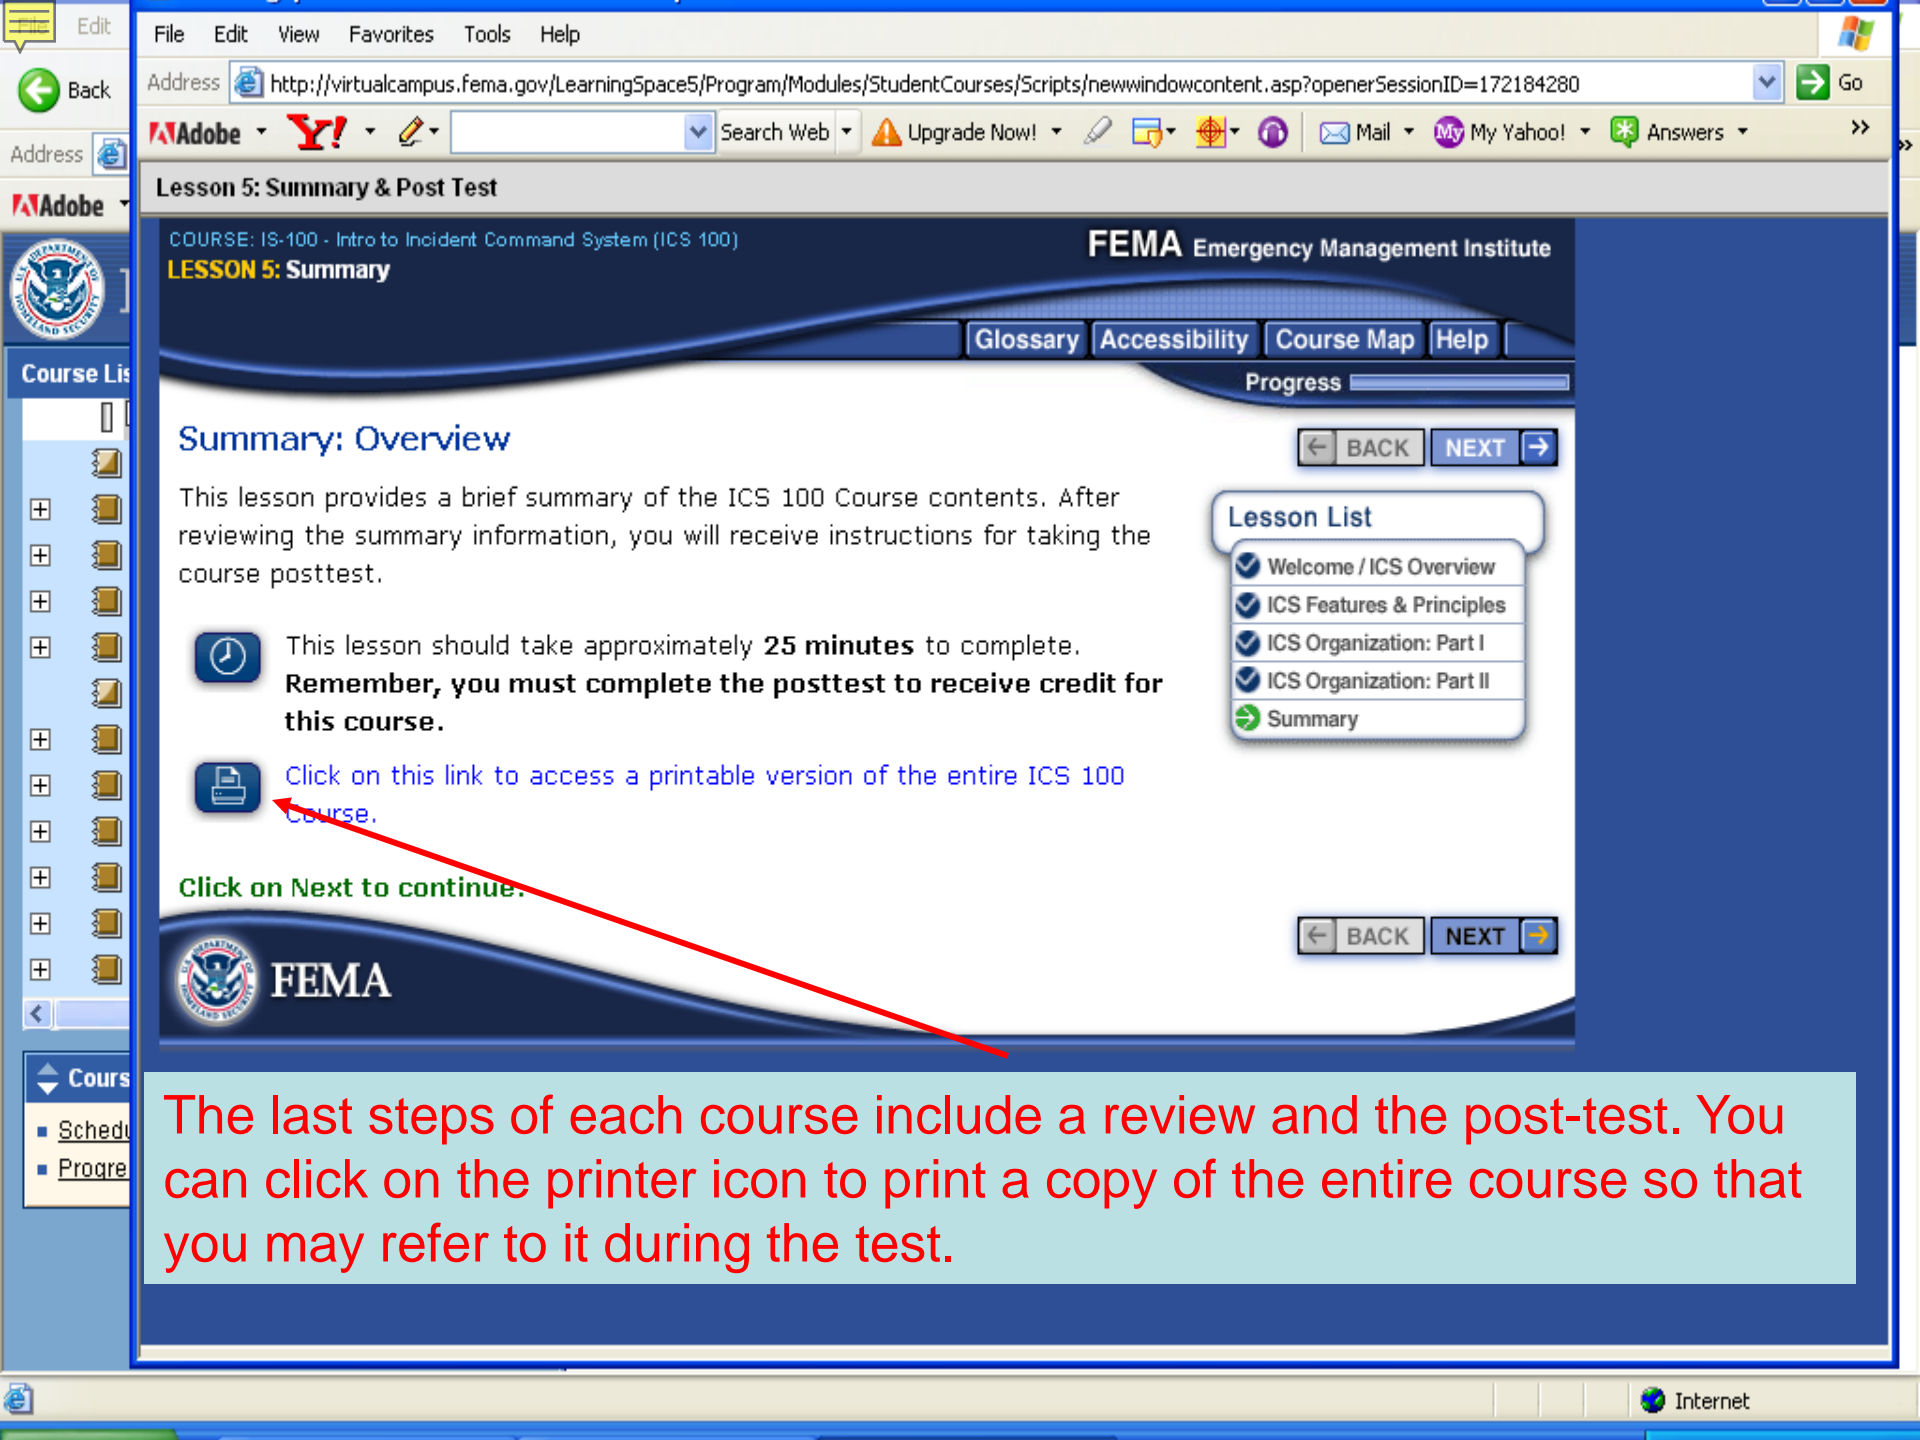 File Edit
File Edit View Favorites Tools Help
Back
Address http://virtualcampus.fema.gov/LearningSpace5/Program/Modules/StudentCourses/Scripts/newwindowcontent.asp?openerSessionID=172184280 Go
Adobe Y! Search Web Upgrade Now! Mail My Yahoo! Answers »
Address »
Adobe
Lesson 5: Summary & Post Test
COURSE: IS-100 - Intro to Incident Command System (ICS 100)
LESSON 5: Summary
FEMA Emergency Management Institute
Glossary Accessibility Course Map Help
Progress
Course Lis
Summary: Overview
BACK NEXT
This lesson provides a brief summary of the ICS 100 Course contents. After
reviewing the summary information, you will receive instructions for taking the
course posttest.
Lesson List
Welcome / ICS Overview
ICS Features & Principles
ICS Organization: Part I
ICS Organization: Part II
Summary
This lesson should take approximately 25 minutes to complete.
Remember, you must complete the posttest to receive credit for
this course.
Click on this link to access a printable version of the entire ICS 100
Course.
Click on Next to continue.
BACK NEXT
FEMA
Cours
Schedu
Progre
The last steps of each course include a review and the post-test. You
can click on the printer icon to print a copy of the entire course so that
you may refer to it during the test.
Internet